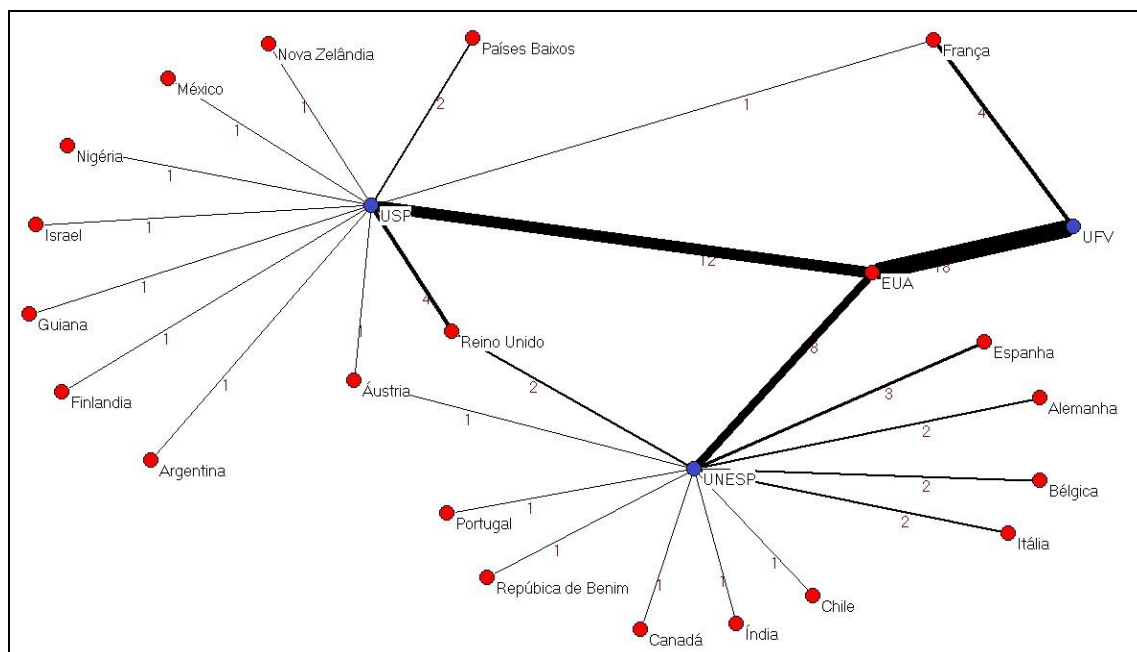 Nova Zelândia
Países Baixos
França
México
1
1
2
1
4
Nigéria
1
1
USP
Israel
1
UFV
12
18
EUA
1
4
Guiana
1
1
Reino Unido
8
Espanha
Áustria
2
3
Finlandia
1
1
Alemanha
2
Argentina
UNESP
2
Bélgica
Portugal
1
2
Itália
1
Repúbica de Benim
1
1
1
Chile
Canadá
Índia